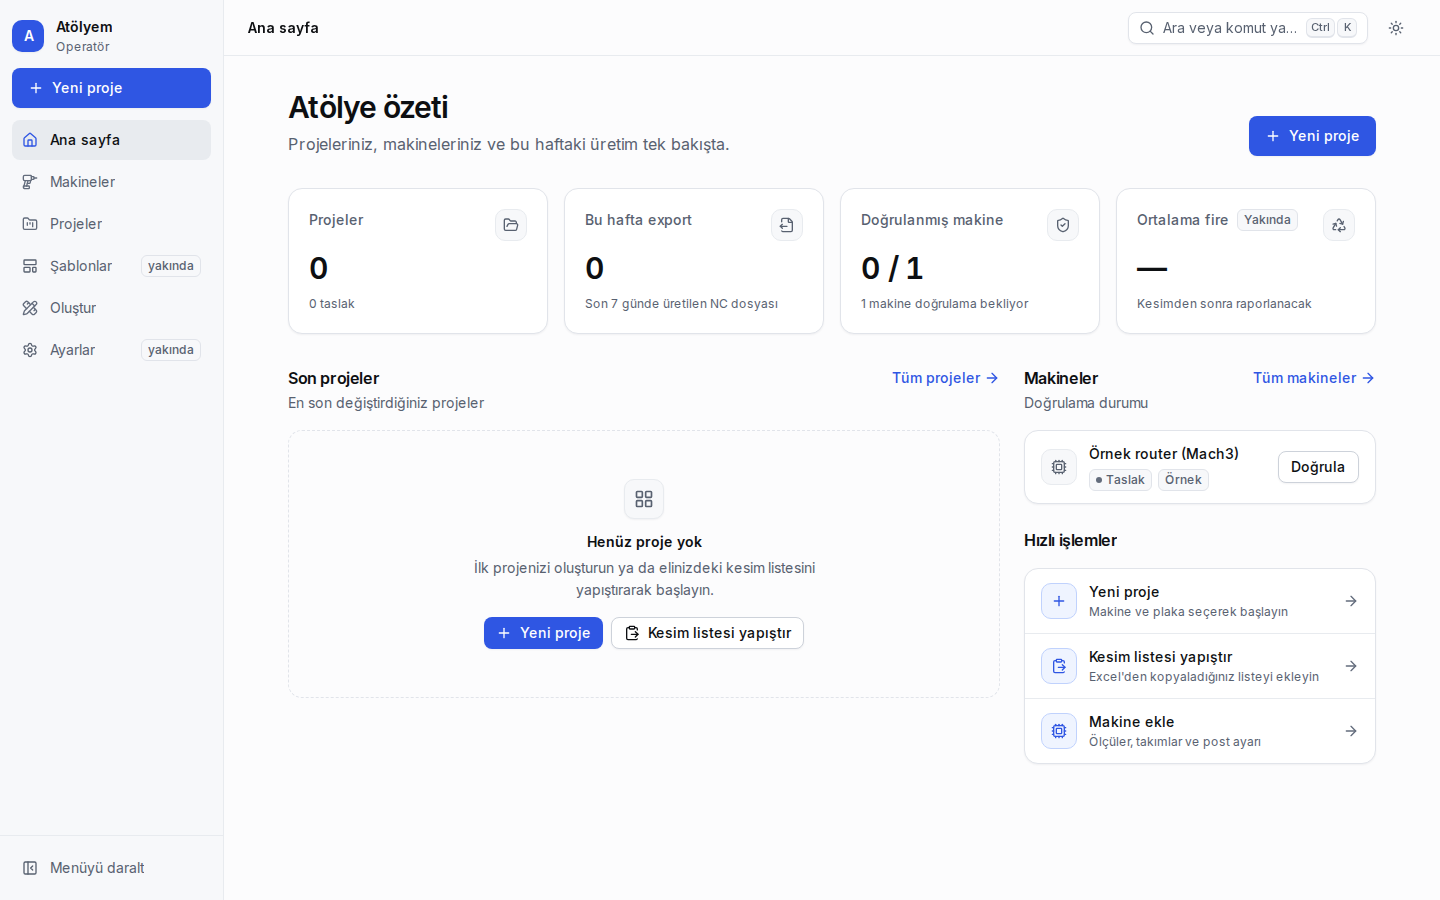 A
Atölyem
Operatör
Yeni proje
Ana sayfa
Makineler
Projeler
Şablonlar yakında
Oluştur
Ayarlar yakında
Menüyü daralt
Ana sayfa
Ara veya komut ya… Ctrl K
Atölye özeti
Projeleriniz, makineleriniz ve bu haftaki üretim tek bakışta.
Yeni proje
Projeler
0
0 taslak
Bu hafta export
0
Son 7 günde üretilen NC dosyası
Doğrulanmış makine
0 / 1
1 makine doğrulama bekliyor
Ortalama fire Yakında
—
Kesimden sonra raporlanacak
Son projeler
Tüm projeler
En son değiştirdiğiniz projeler
Henüz proje yok
İlk projenizi oluşturun ya da elinizdeki kesim listesini
yapıştırarak başlayın.
Yeni proje
Kesim listesi yapıştır
Makineler
Tüm makineler
Doğrulama durumu
Örnek router (Mach3)
Taslak Örnek
Doğrula
Hızlı işlemler
Yeni proje
Makine ve plaka seçerek başlayın
Kesim listesi yapıştır
Excel'den kopyaladığınız listeyi ekleyin
Makine ekle
Ölçüler, takımlar ve post ayarı